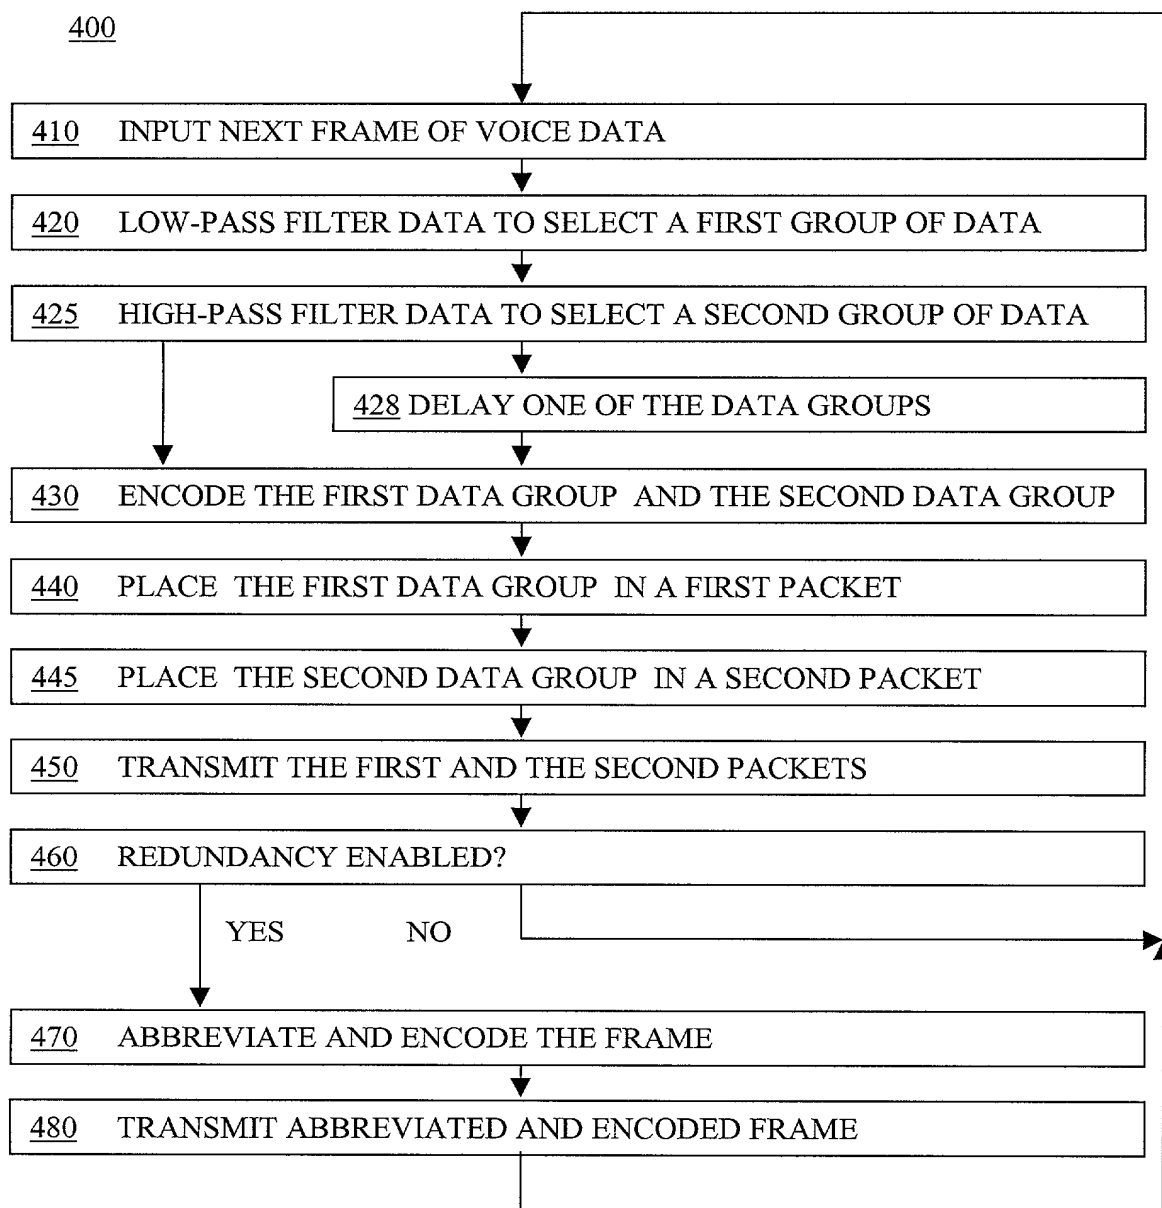 400
410 INPUT NEXT FRAME OF VOICE DATA
420 LOW-PASS FILTER DATA TO SELECT A FIRST GROUP OF DATA
425 HIGH-PASS FILTER DATA TO SELECT A SECOND GROUP OF DATA
428 DELAY ONE OF THE DATA GROUPS
430 ENCODE THE FIRST DATA GROUP AND THE SECOND DATA GROUP
440 PLACE THE FIRST DATA GROUP IN A FIRST PACKET
445 PLACE THE SECOND DATA GROUP IN A SECOND PACKET
450 TRANSMIT THE FIRST AND THE SECOND PACKETS
460 REDUNDANCY ENABLED?
YES NO
470 ABBREVIATE AND ENCODE THE FRAME
480 TRANSMIT ABBREVIATED AND ENCODED FRAME